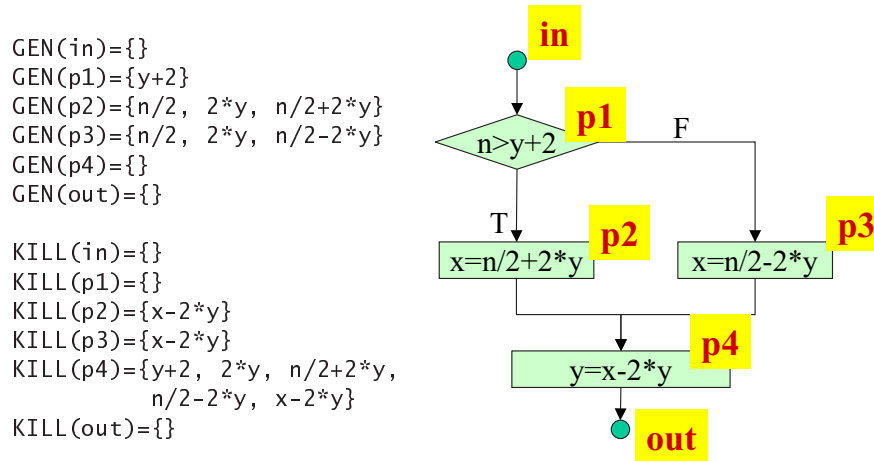 GEN(in)={}
GEN(p1)={y+2}
GEN(p2)={n/2, 2*y, n/2+2*y}
GEN(p3)={n/2, 2*y, n/2-2*y}
GEN(p4)={}
GEN(out)={}
KILL(in)={}
KILL(p1)={}
KILL(p2)={x-2*y}
KILL(p3)={x-2*y}
KILL(p4)={y+2, 2*y, n/2+2*y,
n/2-2*y, x-2*y}
KILL(out)={}
in
p1
n>y+2
F
T
p2
x=n/2+2*y
p3
x=n/2-2*y
p4
y=x-2*y
out